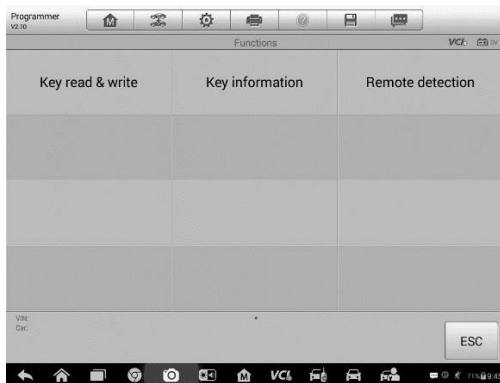 Programmer
V2.10
Functions
VCI
Key read & write
Key information
Remote detection
VIN:
Car:
ESC
VCI